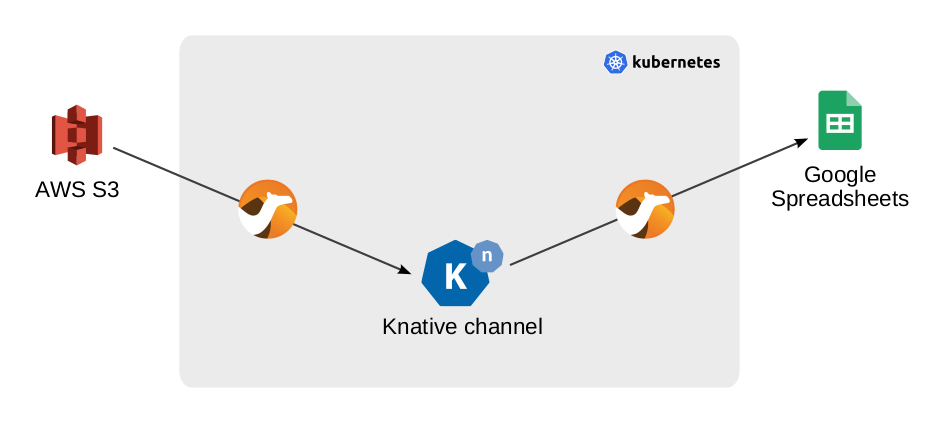 kubernetes
AWS S3
Google
Spreadsheets
K
n
Knative channel